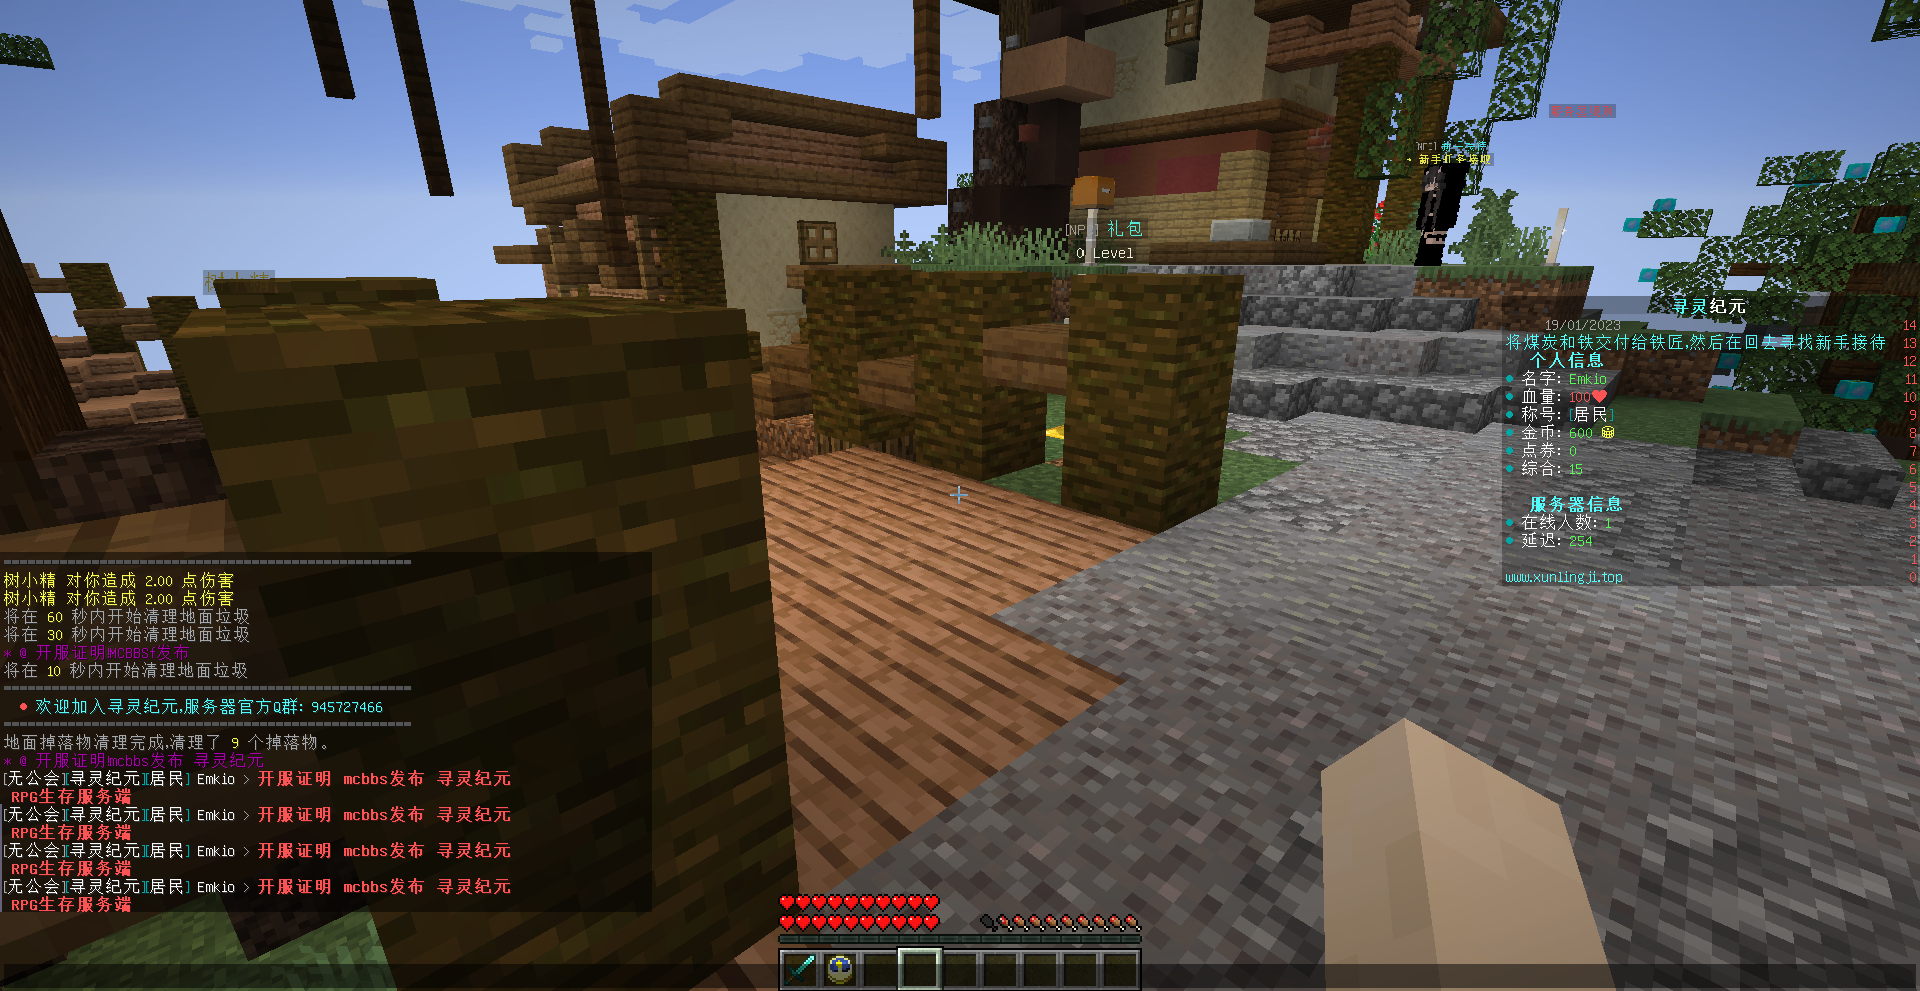 [NPC]
→ 新手任务接取
[NPC] 礼包
0 Level
树小精
寻灵纪元
19/01/2023
将煤炭和铁交付给铁匠,然后在回去寻找新手接待
个人信息
名字: Emkio
血量: 100❤
称号: [居民]
金币: 600
点券: 0
综合: 15
服务器信息
在线人数: 1
延迟: 254
www.xunlingji.top
14
13
12
11
10
9
8
7
6
5
4
3
2
1
0
树小精 对你造成 2.00 点伤害
树小精 对你造成 2.00 点伤害
将在 60 秒内开始清理地面垃圾
将在 30 秒内开始清理地面垃圾
* @ 开服证明MCBBSf发布
将在 10 秒内开始清理地面垃圾
● 欢迎加入寻灵纪元,服务器官方Q群: 945727466
地面掉落物清理完成,清理了 9 个掉落物。
* @ 开服证明mcbbs发布 寻灵纪元
[无公会][寻灵纪元][居民] Emkio > 开服证明 mcbbs发布 寻灵纪元
RPG生存服务端
[无公会][寻灵纪元][居民] Emkio > 开服证明 mcbbs发布 寻灵纪元
RPG生存服务端
[无公会][寻灵纪元][居民] Emkio > 开服证明 mcbbs发布 寻灵纪元
RPG生存服务端
[无公会][寻灵纪元][居民] Emkio > 开服证明 mcbbs发布 寻灵纪元
RPG生存服务端